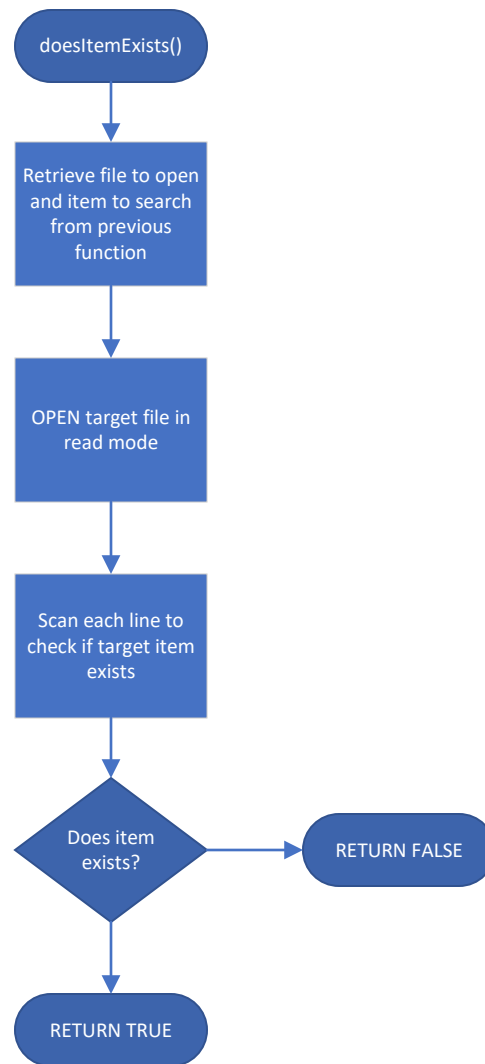 doesItemExists()
Retrieve file to open
and item to search
from previous
function
OPEN target file in
read mode
Scan each line to
check if target item
exists
Does item
exists?
RETURN FALSE
RETURN TRUE